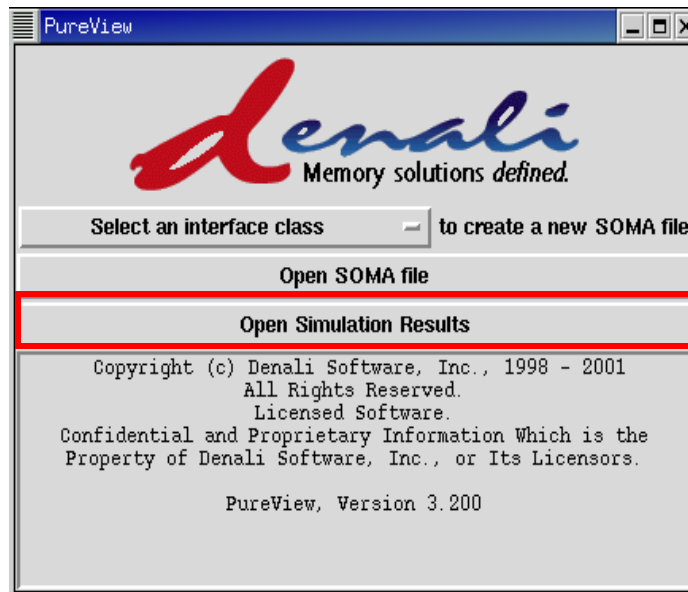 PureView
denali
Memory solutions defined.
Select an interface class to create a new SOMA file
Open SOMA file
Open Simulation Results
Copyright (c) Denali Software, Inc., 1998 - 2001
All Rights Reserved.
Licensed Software.
Confidential and Proprietary Information Which is the
Property of Denali Software, Inc., or Its Licensors.
PureView, Version 3.200